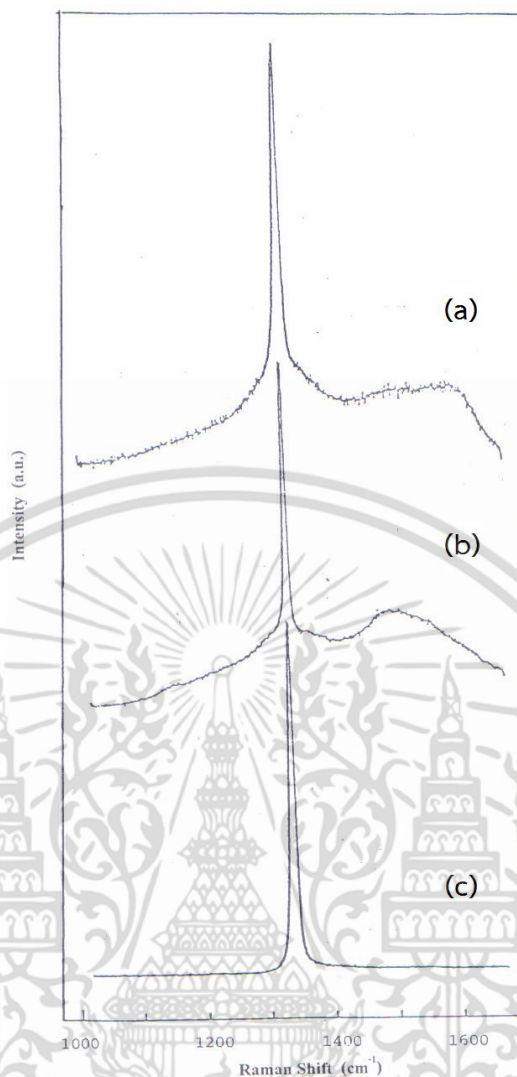 (a)
(b)
(c)
Intensity (a.u.)
1000 1200 1400 1600
Raman Shift (cm⁻¹)